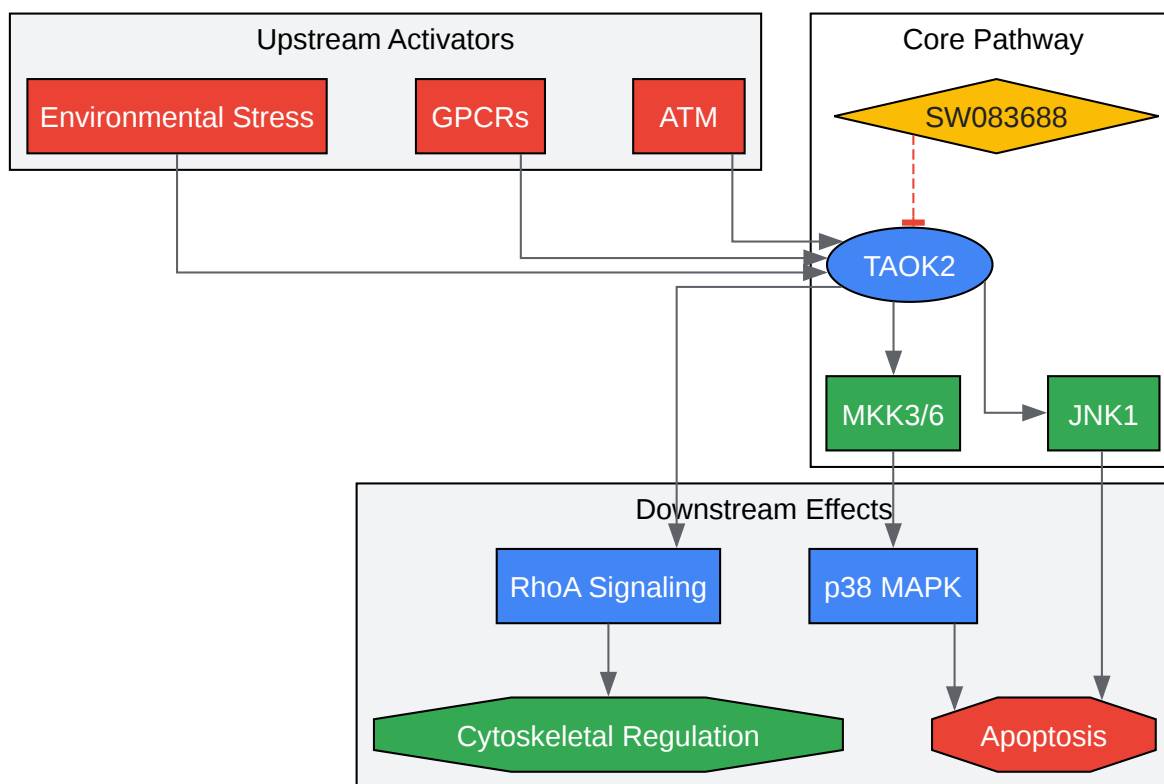 Upstream Activators
Core Pathway
Environmental Stress
GPCRs
ATM
SW083688
TAOK2
MKK3/6
JNK1
Downstream Effects
RhoA Signaling
p38 MAPK
Cytoskeletal Regulation
Apoptosis